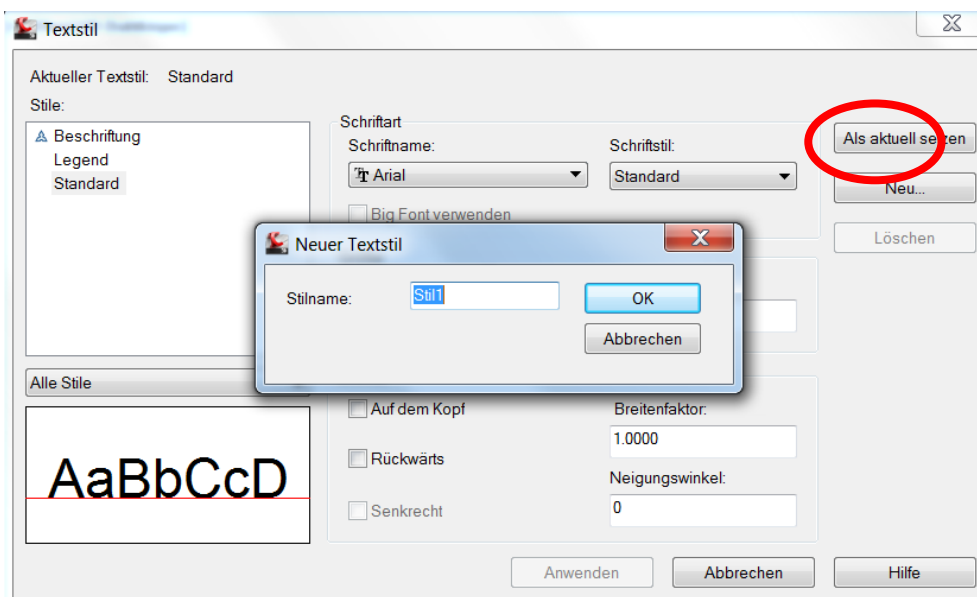 Textstil
Aktueller Textstil: Standard
Stile:
Beschriftung
Legend
Standard
Schriftart
Schriftname:
Arial
Schriftstil:
Standard
Big Font verwenden
Als aktuell setzen
Neu...
Löschen
Neuer Textstil
Stilname:
Stil1
OK
Abbrechen
Alle Stile
AaBbCcD
Auf dem Kopf
Rückwärts
Senkrecht
Breitenfaktor:
1.0000
Neigungswinkel:
0
Anwenden
Abbrechen
Hilfe